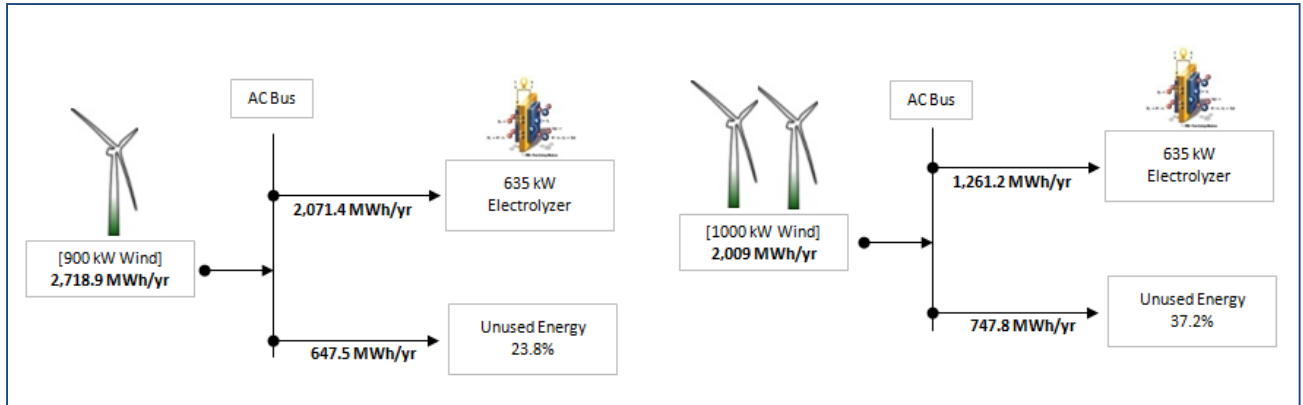 AC Bus
635 kW
Electrolyzer
2,071.4 MWh/yr
[900 kW Wind]
2,718.9 MWh/yr
Unused Energy
23.8%
647.5 MWh/yr
AC Bus
635 kW
Electrolyzer
1,261.2 MWh/yr
[1000 kW Wind]
2,009 MWh/yr
Unused Energy
37.2%
747.8 MWh/yr